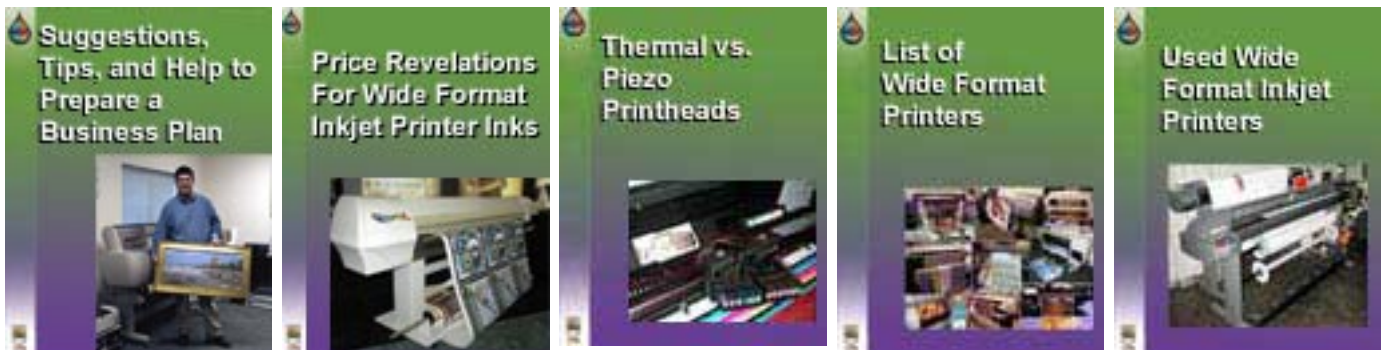 Suggestions,
Tips, and Help to
Prepare a
Business Plan
Price Revelations
For Wide Format
Inkjet Printer Inks
Thermal vs.
Piezo
Printheads
List of
Wide Format
Printers
Used Wide
Format Inkjet
Printers